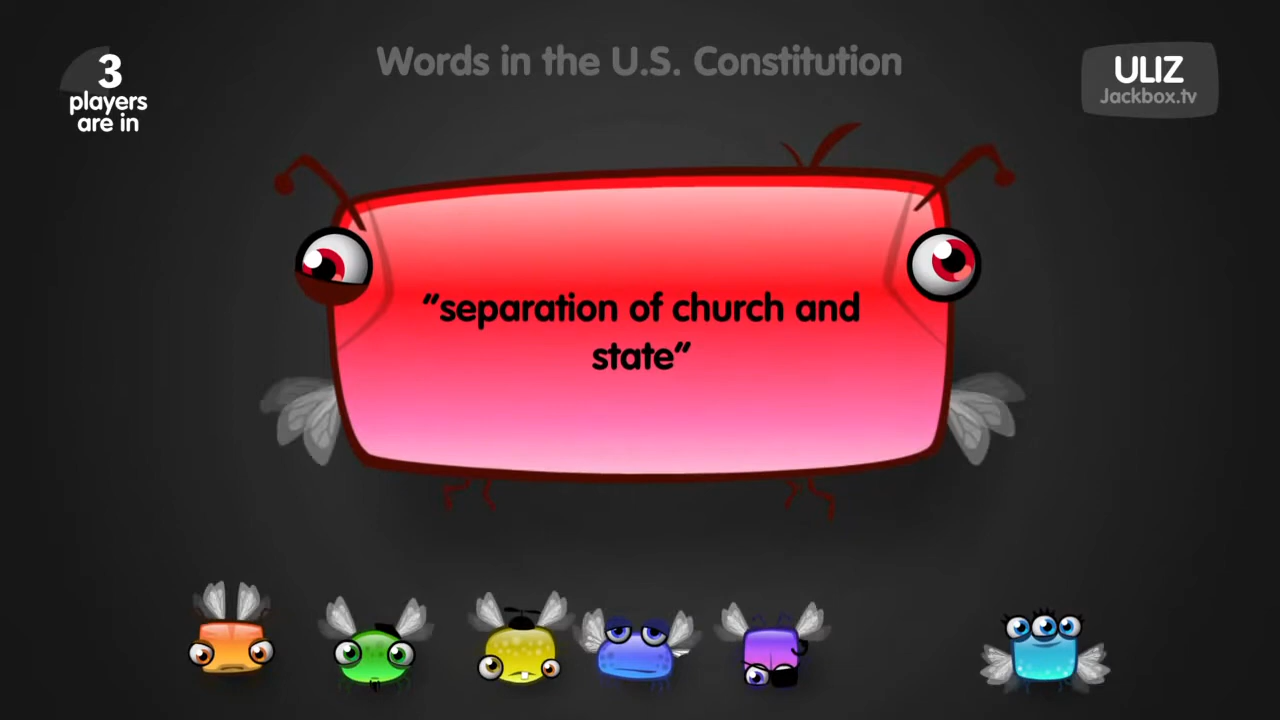 3
players
are in
Words in the U.S. Constitution
ULIZ
Jackbox.tv
"separation of church and
state"